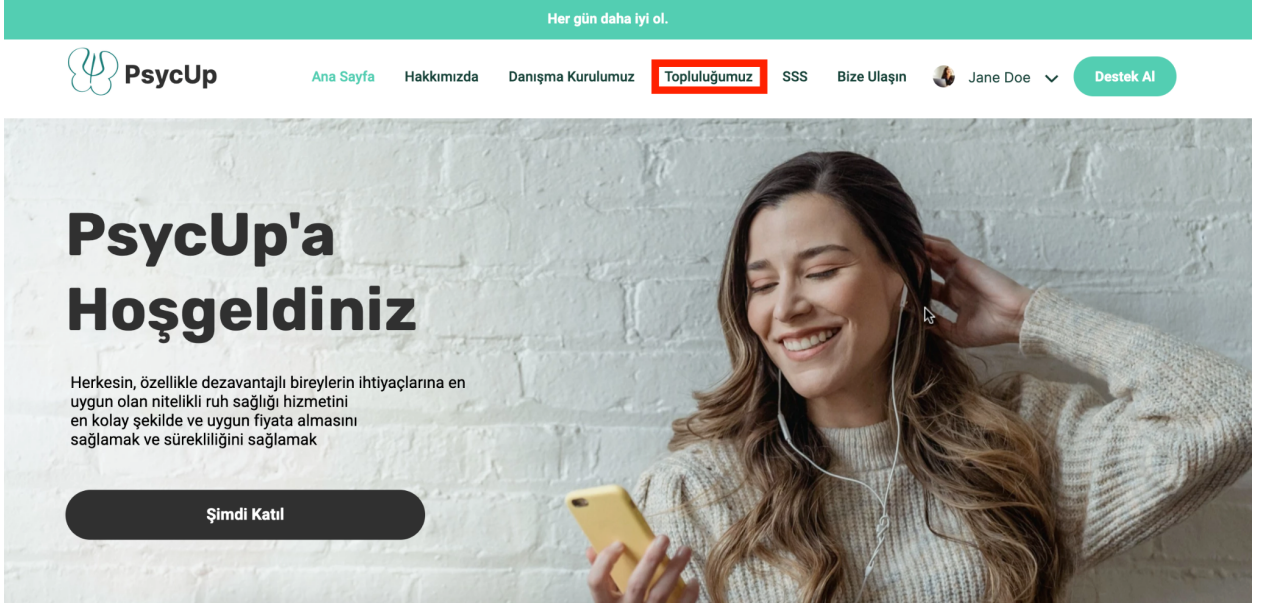 Her gün daha iyi ol.
PsycUp
Ana Sayfa
Hakkımızda
Danışma Kurulumuz
Topluluğumuz
SSS
Bize Ulaşın
Jane Doe
Destek Al
PsycUp'a
Hoşgeldiniz
Herkesin, özellikle dezavantajlı bireylerin ihtiyaçlarına en
uygun olan nitelikli ruh sağlığı hizmetini
en kolay şekilde ve uygun fiyata almasını
sağlamak ve sürekliliğini sağlamak
Şimdi Katıl